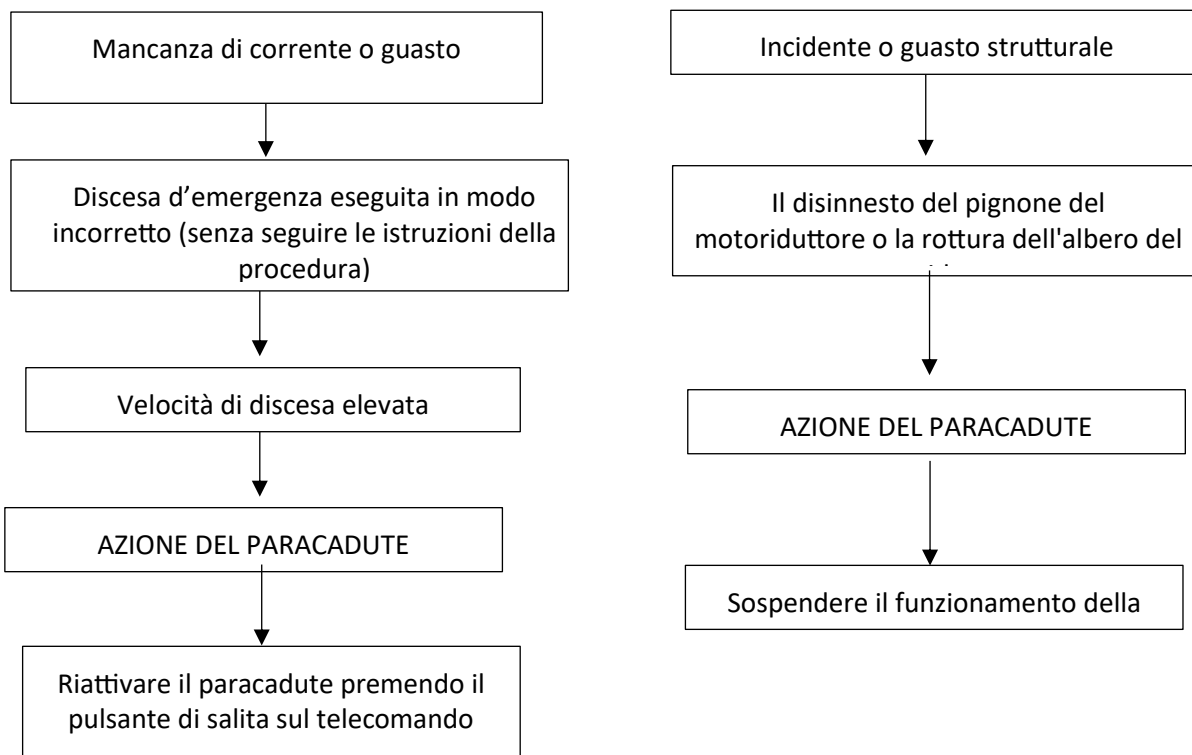 Mancanza di corrente o guasto
Discesa d’emergenza eseguita in modo
incorretto (senza seguire le istruzioni della
procedura)
Velocità di discesa elevata
AZIONE DEL PARACADUTE
Riattivare il paracadute premendo il
pulsante di salita sul telecomando
Incidente o guasto strutturale
Il disinnesto del pignone del
motoriduttore o la rottura dell'albero del
AZIONE DEL PARACADUTE
Sospendere il funzionamento della